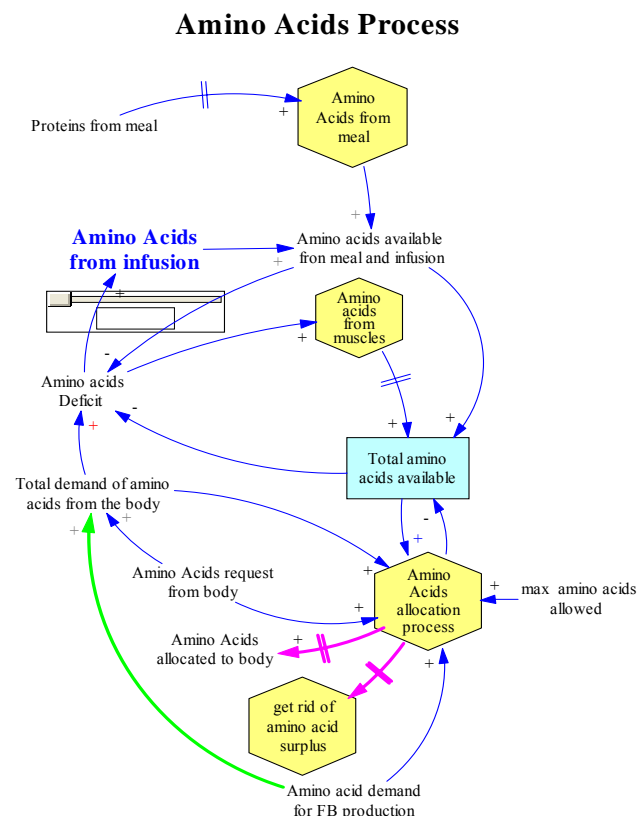 Amino Acids Process
Amino
Acids from
meal
+
Proteins from meal
+
Amino Acids
from infusion
+
Amino acids available
fron meal and infusion
+
Amino
acids
from
muscles
+
-
Amino acids
Deficit
-
+
+
+
Total amino
acids available
Total demand of amino
acids from the body
+
+
-
+
+
Amino Acids request
from body
+
+
Amino
Acids
allocation
process
+
max amino acids
allowed
Amino Acids
allocated to body
+
+
get rid of
amino acid
surplus
Amino acid demand
for FB production